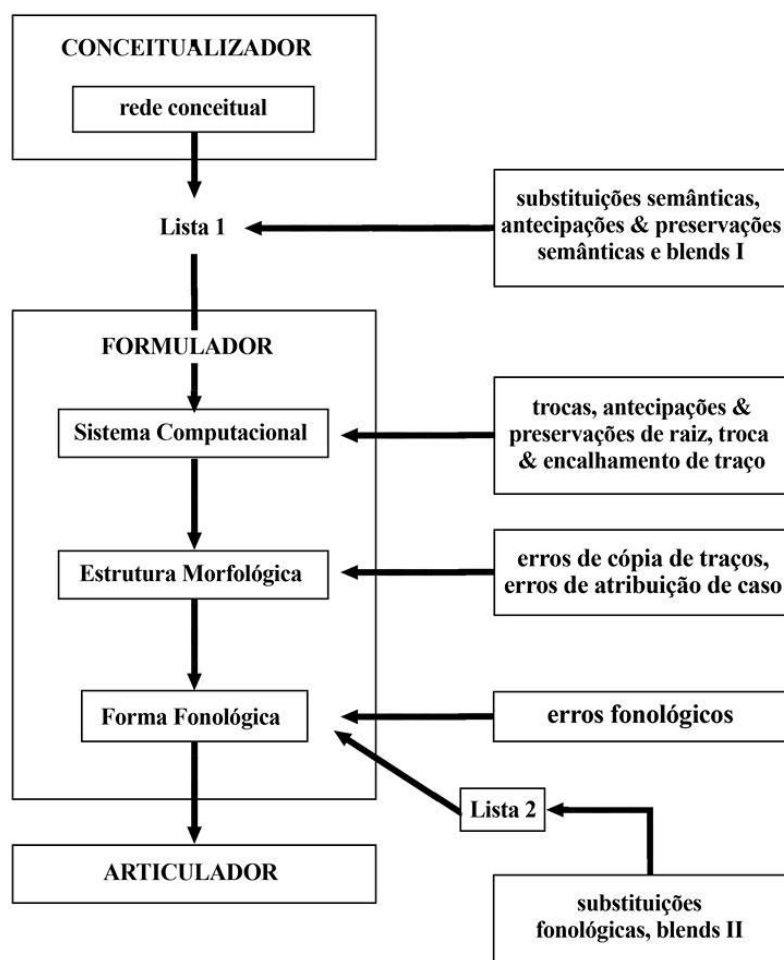 CONCEITUALIZADOR
rede conceitual
Lista 1
substituições semânticas,
antecipações & preservações
semânticas e blends I
FORMULADOR
Sistema Computacional
trocas, antecipações &
preservações de raiz, troca
& encalhamento de traço
Estrutura Morfológica
erros de cópia de traços,
erros de atribuição de caso
Forma Fonológica
erros fonológicos
Lista 2
ARTICULADOR
substituições
fonológicas, blends II